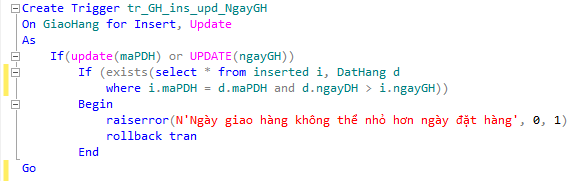 Create Trigger tr_GH_ins_upd_NgayGH
On GiaoHang for Insert, Update
As
If(update(maPDH) or UPDATE(ngayGH))
If (exists(select * from inserted i, DatHang d
where i.maPDH = d.maPDH and d.ngayDH > i.ngayGH))
Begin
raiserror(N'Ngày giao hàng không thể nhỏ hơn ngày đặt hàng', 0, 1)
rollback tran
End
Go